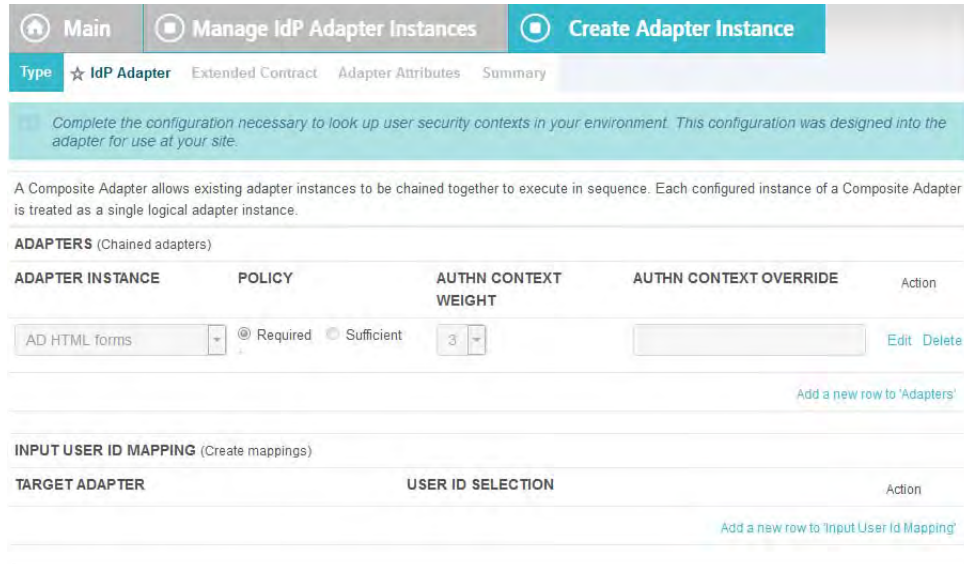 Main Manage IdP Adapter Instances Create Adapter Instance
Type IdP Adapter Extended Contract Adapter Attributes Summary
Complete the configuration necessary to look up user security contexts in your environment. This configuration was designed into the
adapter for use at your site.
A Composite Adapter allows existing adapter instances to be chained together to execute in sequence. Each configured instance of a Composite Adapter
is treated as a single logical adapter instance.
ADAPTERS (Chained adapters)
ADAPTER INSTANCE POLICY AUTHN CONTEXT WEIGHT AUTHN CONTEXT OVERRIDE Action
AD HTML forms Required Sufficient 3 Edit Delete
Add a new row to 'Adapters'
INPUT USER ID MAPPING (Create mappings)
TARGET ADAPTER USER ID SELECTION Action
Add a new row to 'Input User Id Mapping'